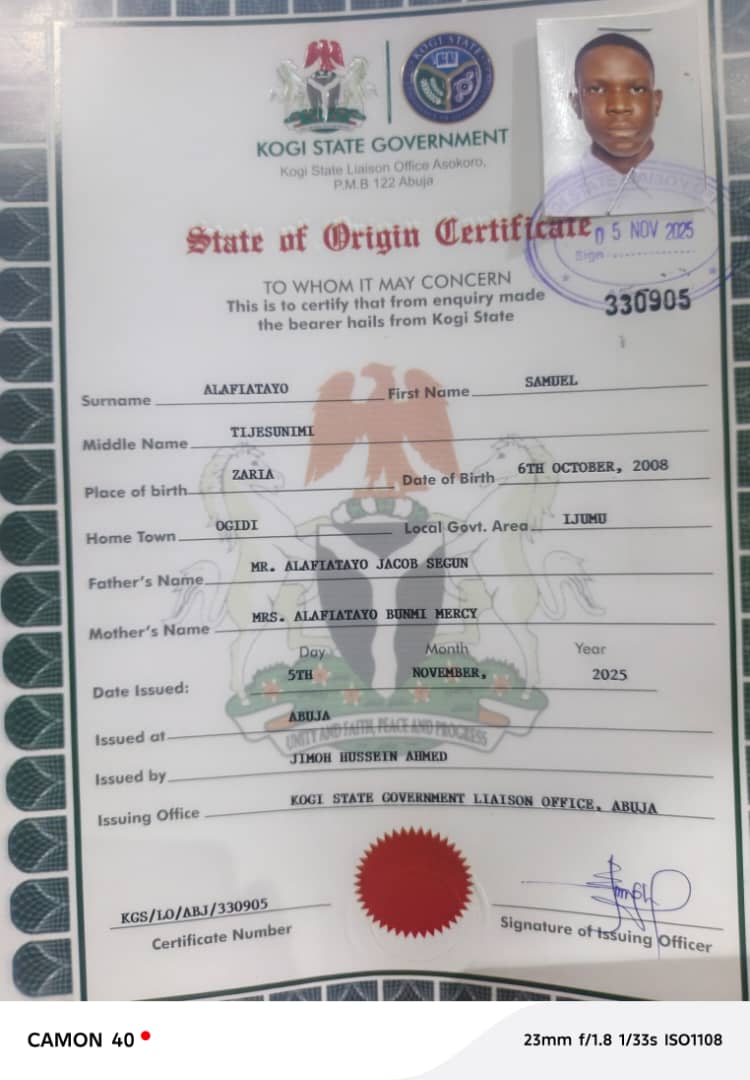 KOGI STATE
KOGI STATE GOVERNMENT
Kogi State Liaison Office Asokoro,
P.M.B 122 Abuja
State of Origin Certificate
05 NOV 2025
Sign
TO WHOM IT MAY CONCERN
This is to certify that from enquiry made
the bearer hails from Kogi State
330905
Surname ALAFIATAYO First Name SAMUEL
Middle Name TIJESUNIMI
Place of birth ZARIA Date of Birth 6TH OCTOBER, 2008
Home Town OGIDI Local Govt. Area IJUMU
Father's Name MR. ALAFIATAYO JACOB SEGUN
Mother's Name MRS. ALAFIATAYO BUNMI MERCY
Day Month Year
Date Issued: 5TH NOVEMBER, 2025
Issued at ABUJA
UNITY AND FAITH, PEACE AND PROGRESS
Issued by JIMOH HUSSEIN AHMED
Issuing Office KOGI STATE GOVERNMENT LIAISON OFFICE, ABUJA
KGS/LO/ABJ/330905
Certificate Number
Signature of Issuing Officer
CAMON 40
23mm f/1.8 1/33s ISO1108